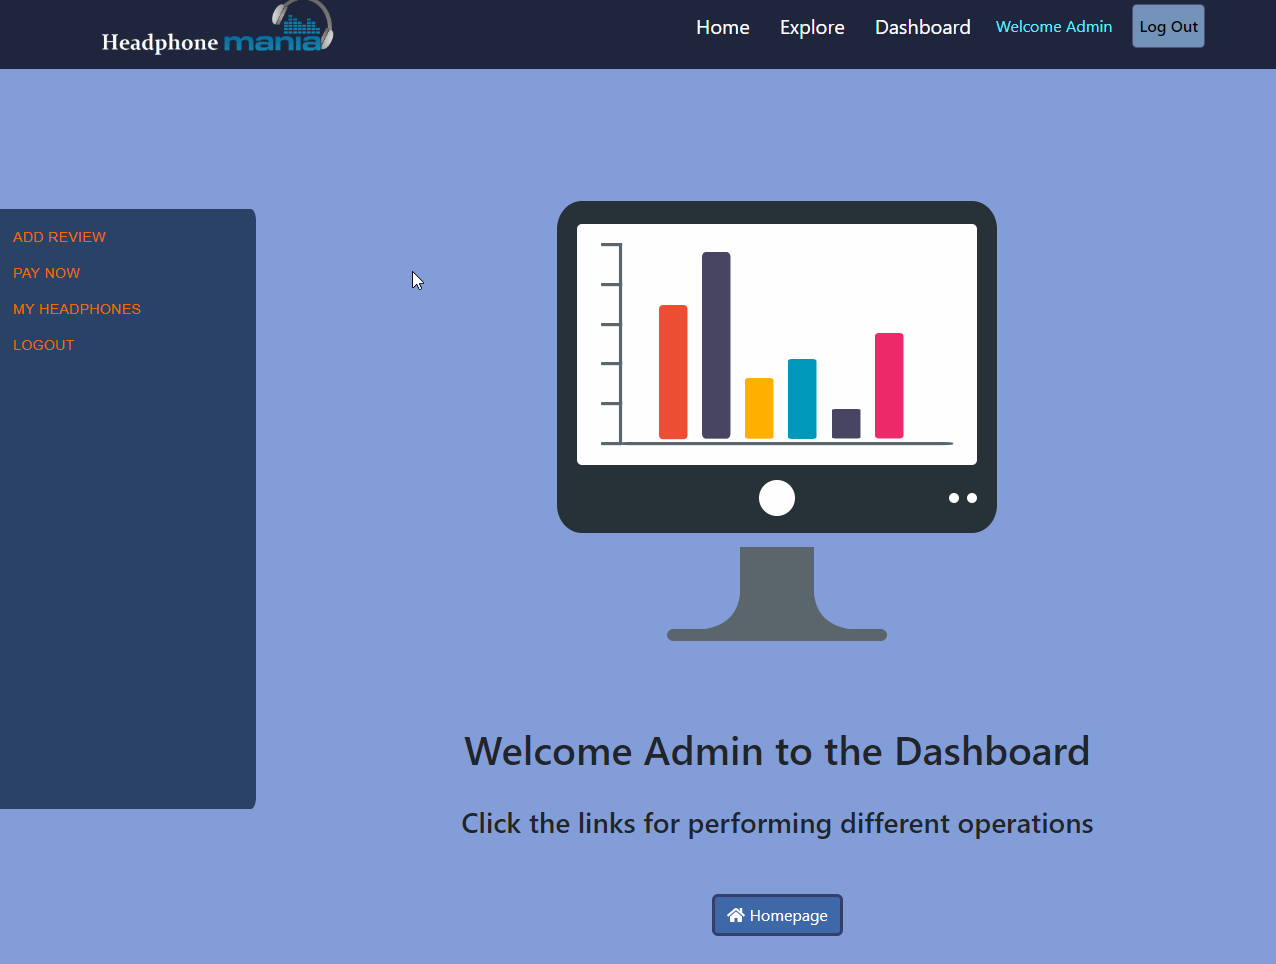 Headphone mania
Home
Explore
Dashboard
Welcome Admin
Log Out
ADD REVIEW
PAY NOW
MY HEADPHONES
LOGOUT
Welcome Admin to the Dashboard
Click the links for performing different operations
Homepage